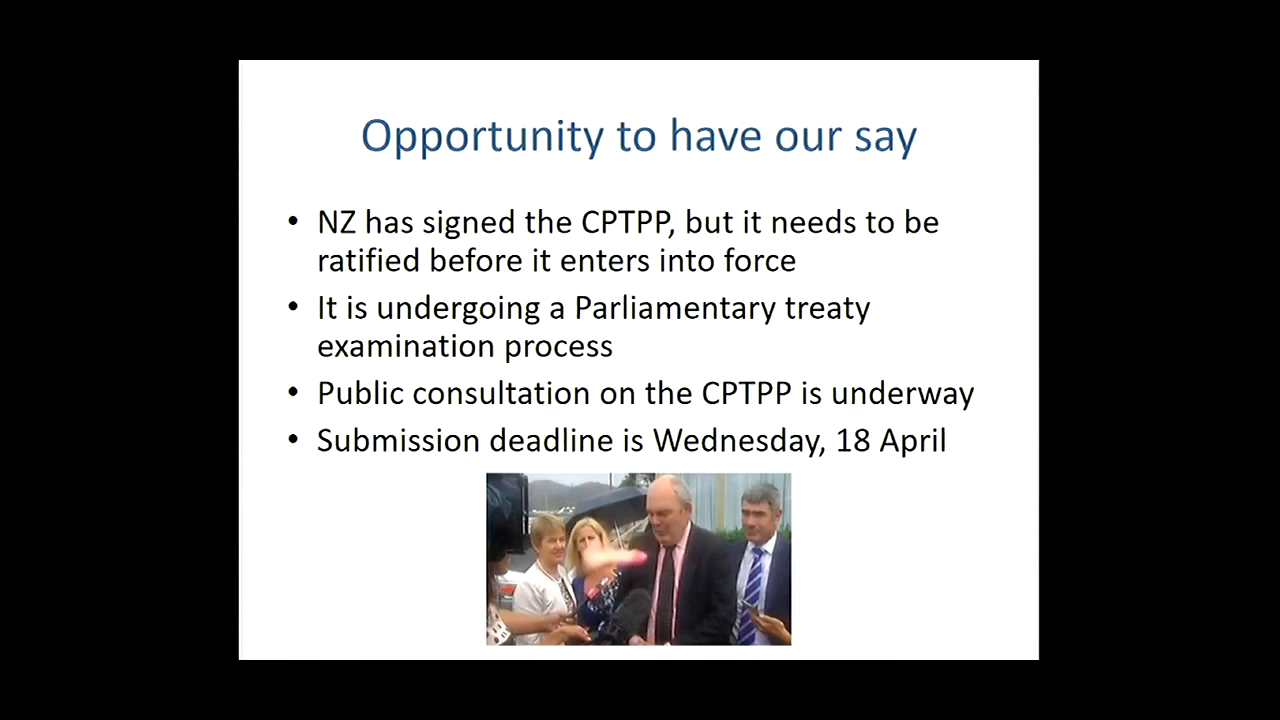 Opportunity to have our say
• NZ has signed the CPTPP, but it needs to be
ratified before it enters into force
• It is undergoing a Parliamentary treaty
examination process
• Public consultation on the CPTPP is underway
• Submission deadline is Wednesday, 18 April